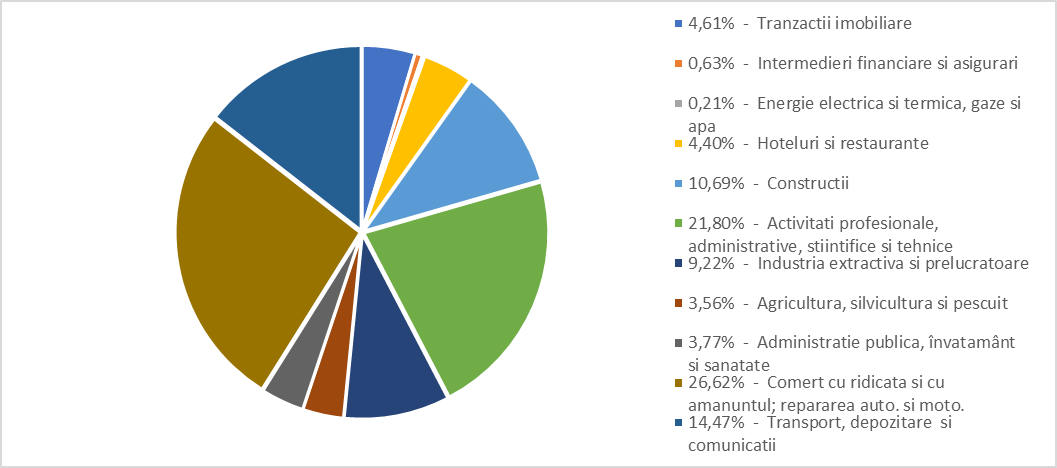 4,61%  -  Tranzactii imobiliare
0,63%  -  Intermedieri financiare si asigurari
0,21%  -  Energie electrica si termica, gaze si
apa
4,40%  -  Hoteluri si restaurante
10,69%  -  Constructii
21,80%  -  Activitati profesionale,
administrative, stiintifice si tehnice
9,22%  -  Industria extractiva si prelucratoare
3,56%  -  Agricultura, silvicultura si pescuit
3,77%  -  Administratie publica, învatamânt
si sanatate
26,62%  -  Comert cu ridicata si cu
amanuntul; repararea auto. si moto.
14,47%  -  Transport, depozitare  si
comunicatii